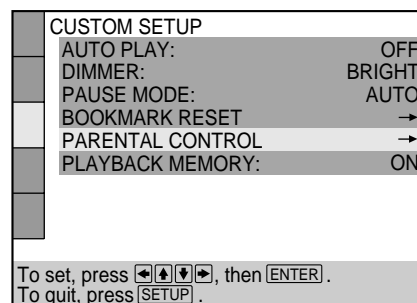 CUSTOM SETUP
AUTO PLAY: OFF
DIMMER: BRIGHT
PAUSE MODE: AUTO
BOOKMARK RESET →
PARENTAL CONTROL →
PLAYBACK MEMORY: ON
To set, press ←↑↓→, then ENTER .
To quit, press SETUP .